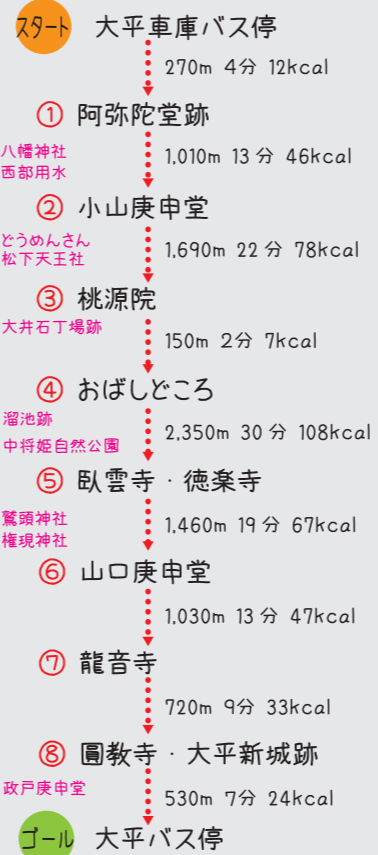 スタート 大平車庫バス停
270m 4分 12kcal
① 阿弥陀堂跡
八幡神社
西部用水
1,010m 13分 46kcal
② 小山庚申堂
とうめんさん
松下天王社
1,690m 22分 78kcal
③ 桃源院
大井石丁場跡
150m 2分 7kcal
④ おばしどころ
溜池跡
中将姫自然公園
2,350m 30分 108kcal
⑤ 臥雲寺・徳楽寺
鷲頭神社
権現神社
1,460m 19分 67kcal
⑥ 山口庚申堂
1,030m 13分 47kcal
⑦ 龍音寺
720m 9分 33kcal
⑧ 圓教寺・大平新城跡
政戸庚申堂
530m 7分 24kcal
ゴール 大平バス停